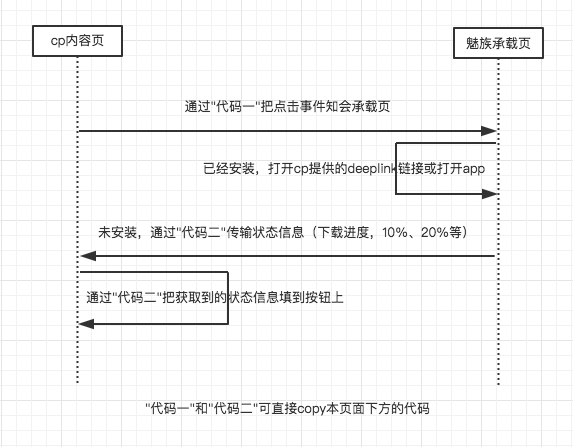 cp内容页
魅族承载页
通过"代码一"把点击事件知会承载页
已经安装，打开cp提供的deeplink链接或打开app
未安装，通过"代码二"传输状态信息（下载进度，10%、20%等）
通过"代码二"把获取到的状态信息填到按钮上
"代码一"和"代码二"可直接copy本页面下方的代码